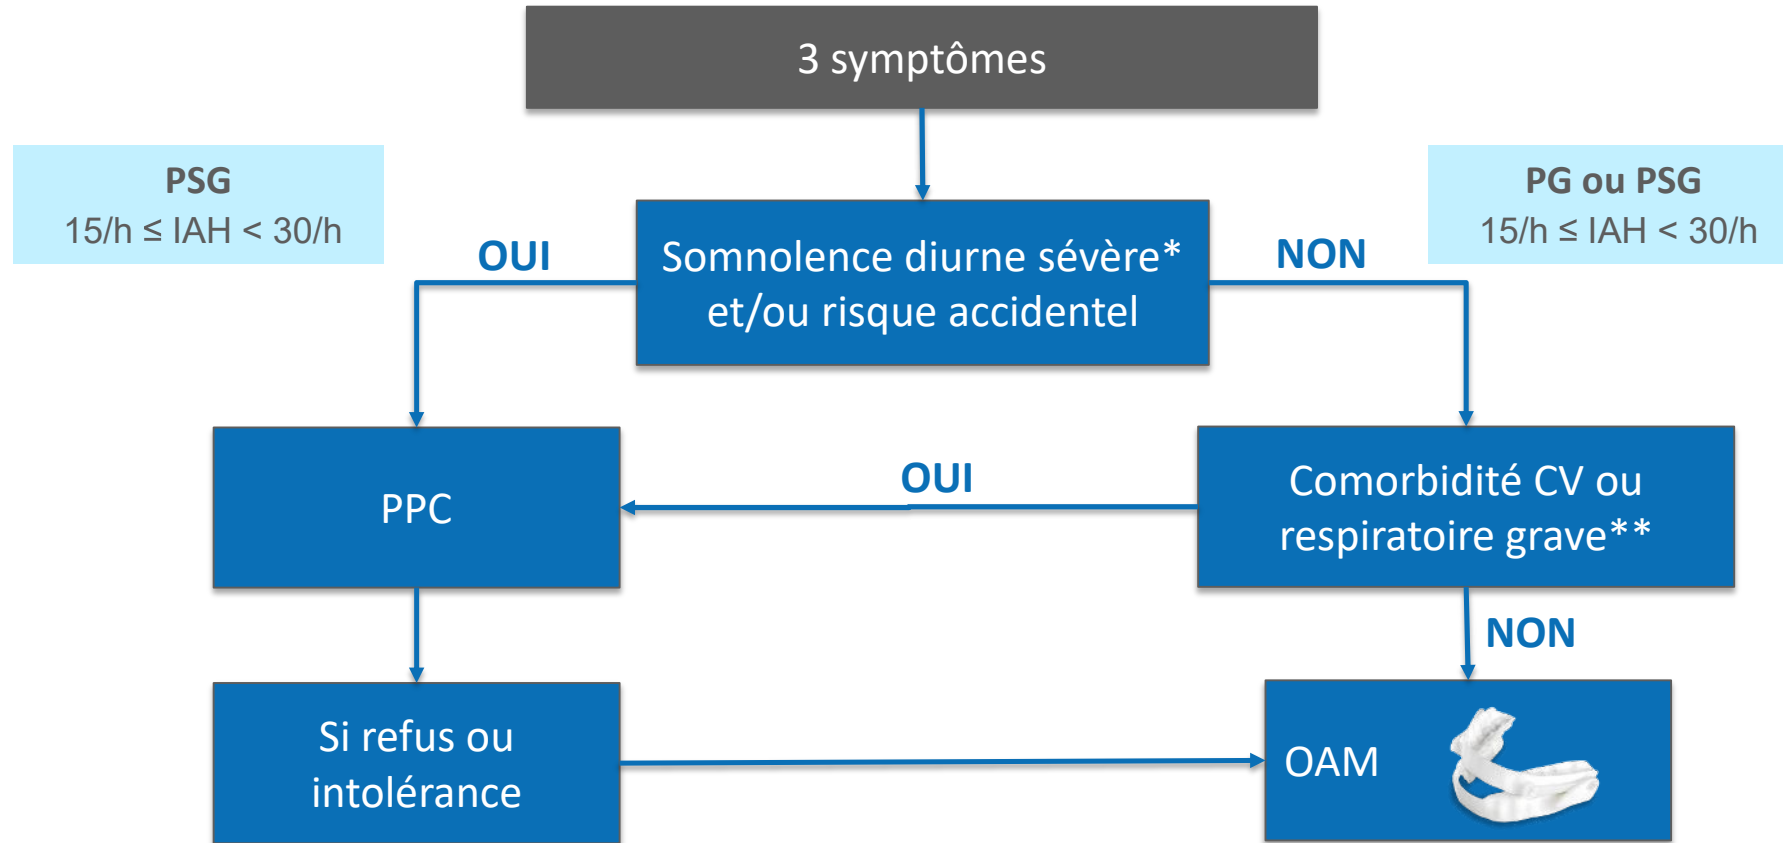 3 symptômes
PSG
15/h ≤ IAH < 30/h
PG ou PSG
15/h ≤ IAH < 30/h
OUI
Somnolence diurne sévère*
et/ou risque accidentel
NON
PPC
OUI
Comorbidité CV ou
respiratoire grave**
NON
Si refus ou
intolérance
OAM